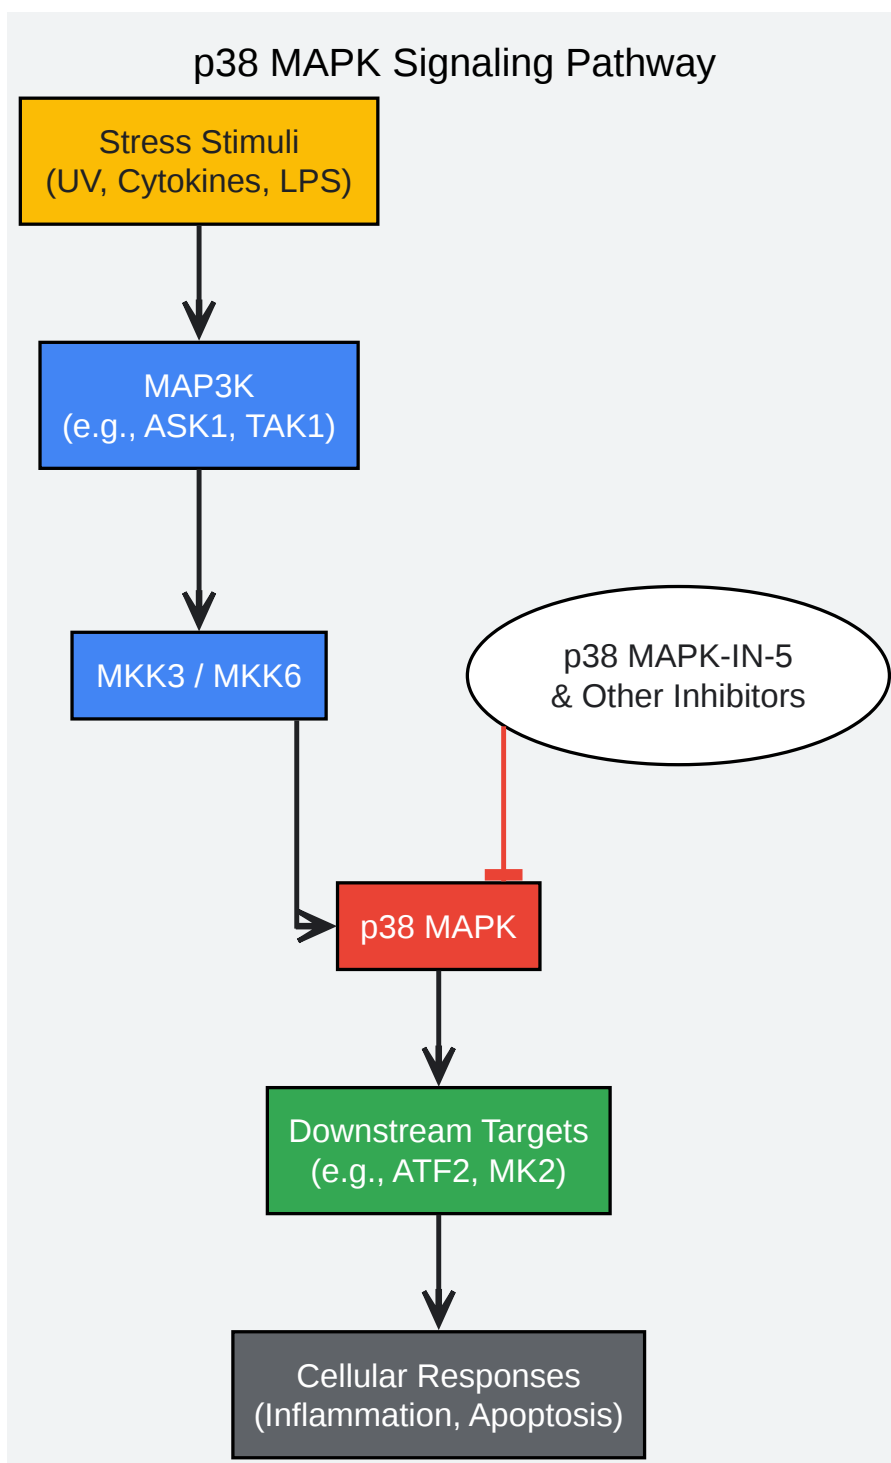 p38 MAPK Signaling Pathway
Stress Stimuli
(UV, Cytokines, LPS)
MAP3K
(e.g., ASK1, TAK1)
MKK3 / MKK6
p38 MAPK-IN-5
& Other Inhibitors
p38 MAPK
Downstream Targets
(e.g., ATF2, MK2)
Cellular Responses
(Inflammation, Apoptosis)